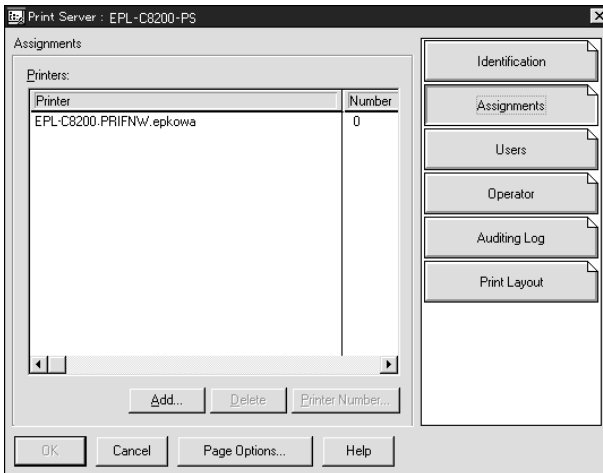 Print Server : EPL-C8200-PS
Assignments
Printers:
Printer Number
EPL-C8200.PRIFNW.epkowa 0
Add... Delete Printer Number...
OK Cancel Page Options... Help
Identification
Assignments
Users
Operator
Auditing Log
Print Layout